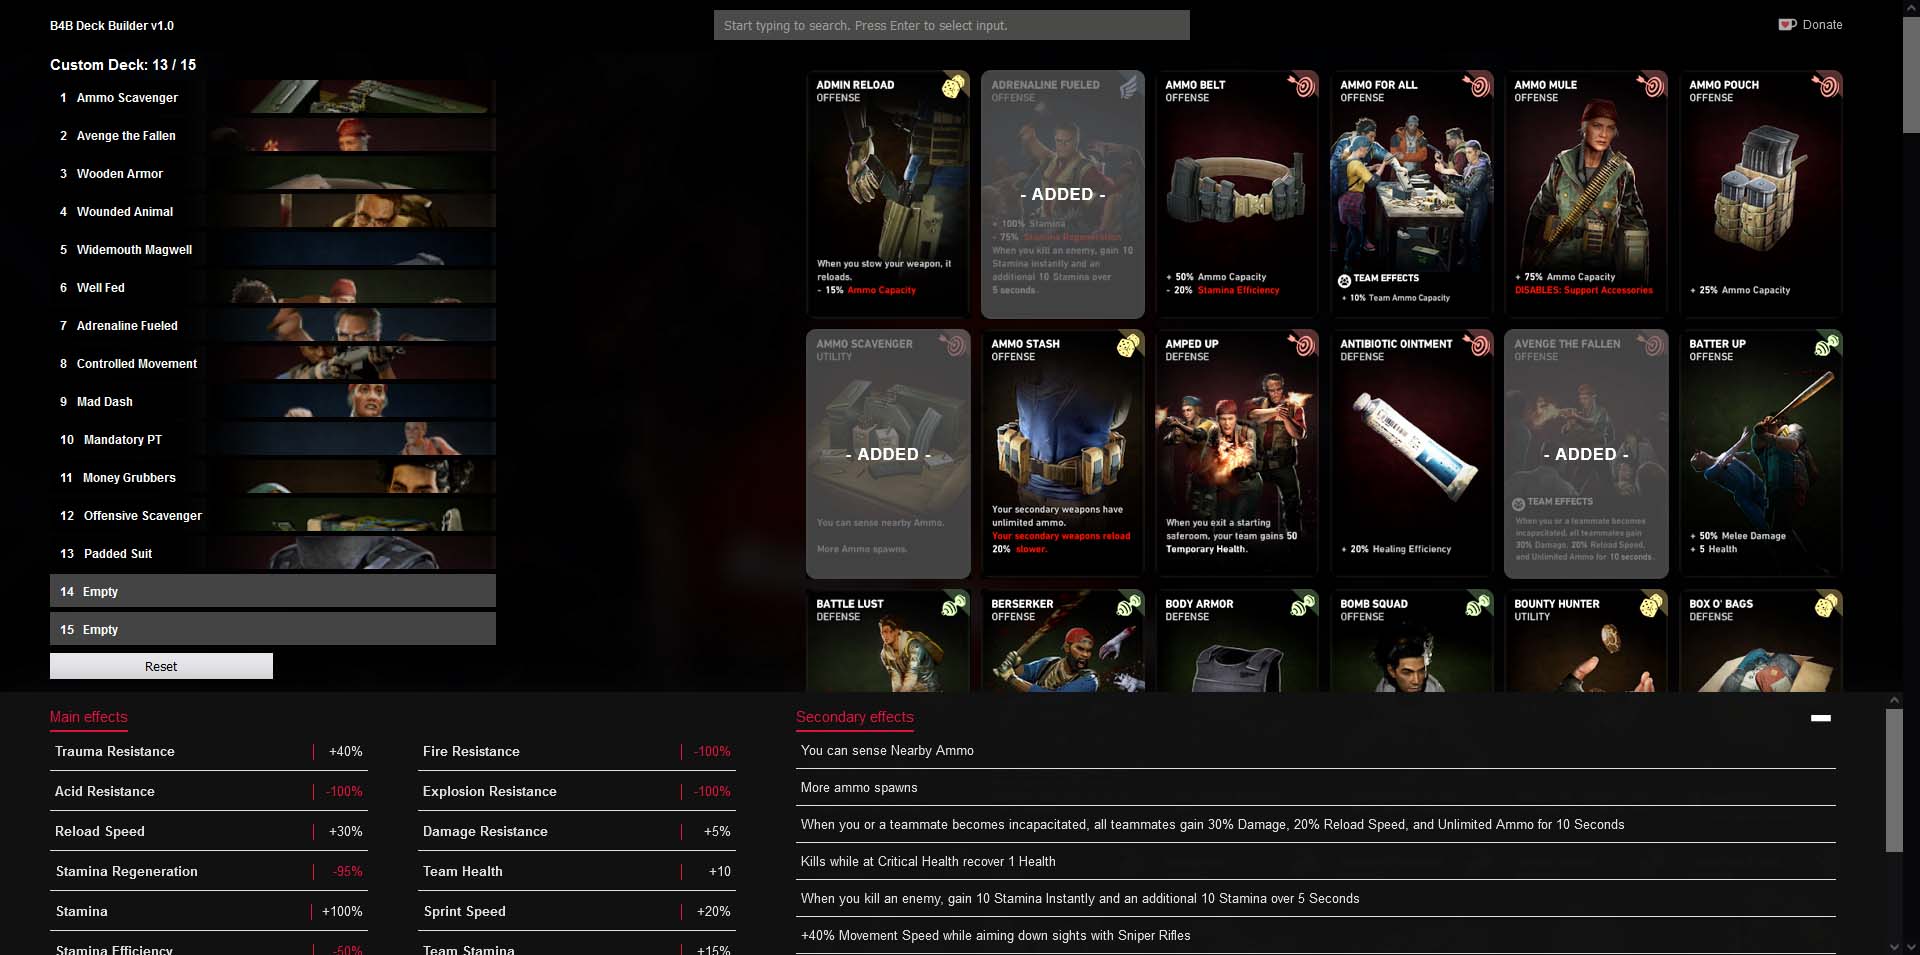 B4B Deck Builder v1.0
Start typing to search. Press Enter to select input.
Donate
Custom Deck: 13 / 15
1 Ammo Scavenger
2 Avenge the Fallen
3 Wooden Armor
4 Wounded Animal
5 Widemouth Magwell
6 Well Fed
7 Adrenaline Fueled
8 Controlled Movement
9 Mad Dash
10 Mandatory PT
11 Money Grubbers
12 Offensive Scavenger
13 Padded Suit
14 Empty
15 Empty
Reset
ADMIN RELOAD
OFFENSE
When you stow your weapon, it
reloads.
- 15% Ammo Capacity
ADRENALINE FUELED
OFFENSE
- ADDED -
+ 100% Stamina
- 75% Stamina Regeneration
When you kill an enemy, gain 10
Stamina instantly and an
additional 10 Stamina over
5 seconds.
AMMO BELT
OFFENSE
+ 50% Ammo Capacity
- 20% Stamina Efficiency
AMMO FOR ALL
OFFENSE
TEAM EFFECTS
+ 10% Team Ammo Capacity
AMMO MULE
OFFENSE
+ 75% Ammo Capacity
DISABLES: Support Accessories
AMMO POUCH
OFFENSE
+ 25% Ammo Capacity
AMMO SCAVENGER
UTILITY
- ADDED -
You can sense nearby Ammo.
More Ammo spawns.
AMMO STASH
OFFENSE
Your secondary weapons have
unlimited ammo.
Your secondary weapons reload
20% slower.
AMPED UP
DEFENSE
When you exit a starting
saferoom, your team gains 50
Temporary Health.
ANTIBIOTIC OINTMENT
DEFENSE
+ 20% Healing Efficiency
AVENGE THE FALLEN
OFFENSE
- ADDED -
TEAM EFFECTS
When you or a teammate becomes
incapacitated, all teammates gain
30% Damage, 20% Reload Speed,
and Unlimited Ammo for 10 seconds.
BATTER UP
OFFENSE
+ 50% Melee Damage
+ 5 Health
BATTLE LUST
DEFENSE
BERSERKER
OFFENSE
BODY ARMOR
DEFENSE
BOMB SQUAD
OFFENSE
BOUNTY HUNTER
UTILITY
BOX O' BAGS
DEFENSE
Main effects
Trauma Resistance +40%
Acid Resistance -100%
Reload Speed +30%
Stamina Regeneration -95%
Stamina +100%
Stamina Efficiency -50%
Fire Resistance -100%
Explosion Resistance -100%
Damage Resistance +5%
Team Health +10
Sprint Speed +20%
Team Stamina +15%
Secondary effects
You can sense Nearby Ammo
More ammo spawns
When you or a teammate becomes incapacitated, all teammates gain 30% Damage, 20% Reload Speed, and Unlimited Ammo for 10 Seconds
Kills while at Critical Health recover 1 Health
When you kill an enemy, gain 10 Stamina Instantly and an additional 10 Stamina over 5 Seconds
+40% Movement Speed while aiming down sights with Sniper Rifles